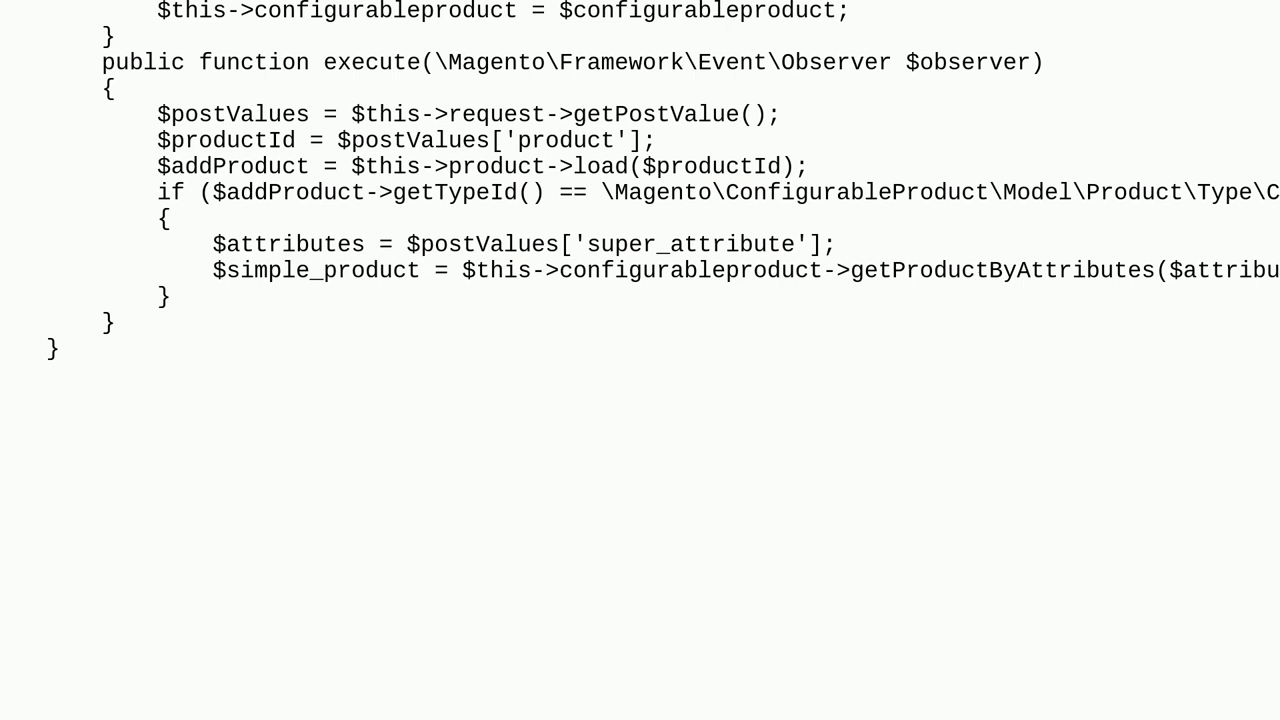 $this->configurableproduct = $configurableproduct;
}
public function execute(\Magento\Framework\Event\Observer $observer)
{
$postValues = $this->request->getPostValue();
$productId = $postValues['product'];
$addProduct = $this->product->load($productId);
if ($addProduct->getTypeId() == \Magento\ConfigurableProduct\Model\Product\Type\C
{
$attributes = $postValues['super_attribute'];
$simple_product = $this->configurableproduct->getProductByAttributes($attribu
}
}
}